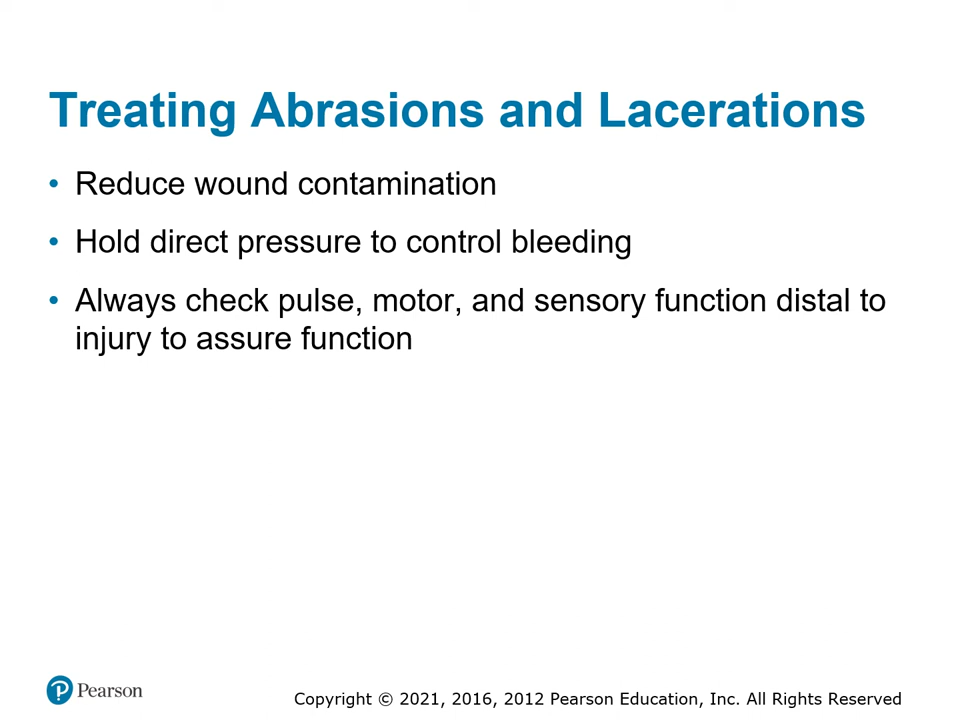 Treating Abrasions and Lacerations
• Reduce wound contamination
• Hold direct pressure to control bleeding
• Always check pulse, motor, and sensory function distal to
injury to assure function
Pearson
Copyright © 2021, 2016, 2012 Pearson Education, Inc. All Rights Reserved